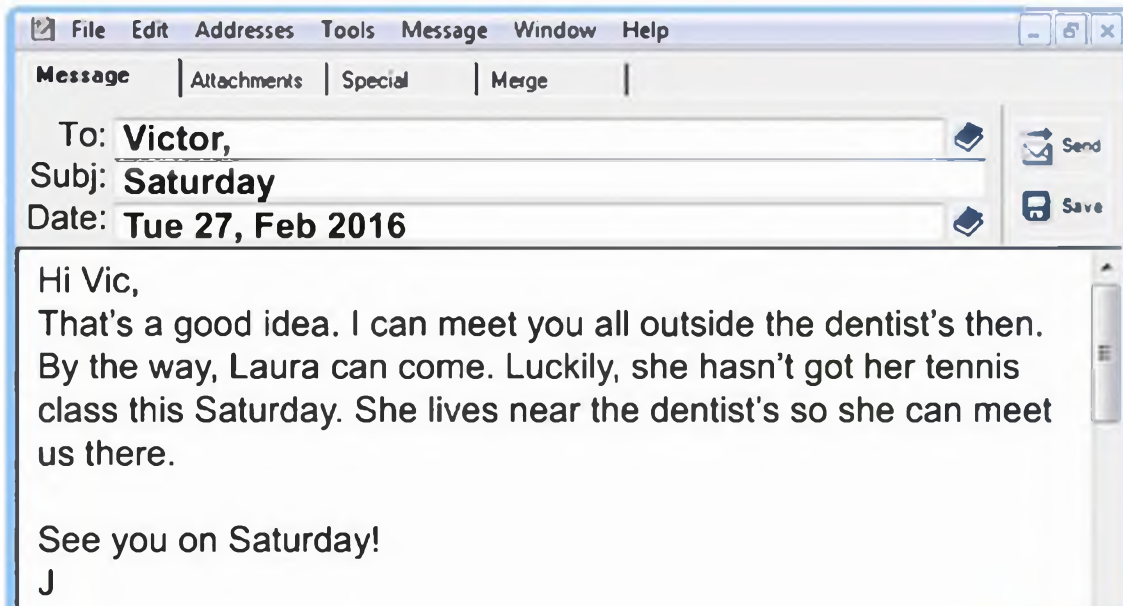 File Edit Addresses Tools Message Window Help
Message Attachments Special Merge
To: Victor,
Send
Subj: Saturday
Date: Tue 27, Feb 2016
Save
Hi Vic,
That's a good idea. I can meet you all outside the dentist's then.
By the way, Laura can come. Luckily, she hasn't got her tennis
class this Saturday. She lives near the dentist's so she can meet
us there.
See you on Saturday!
J